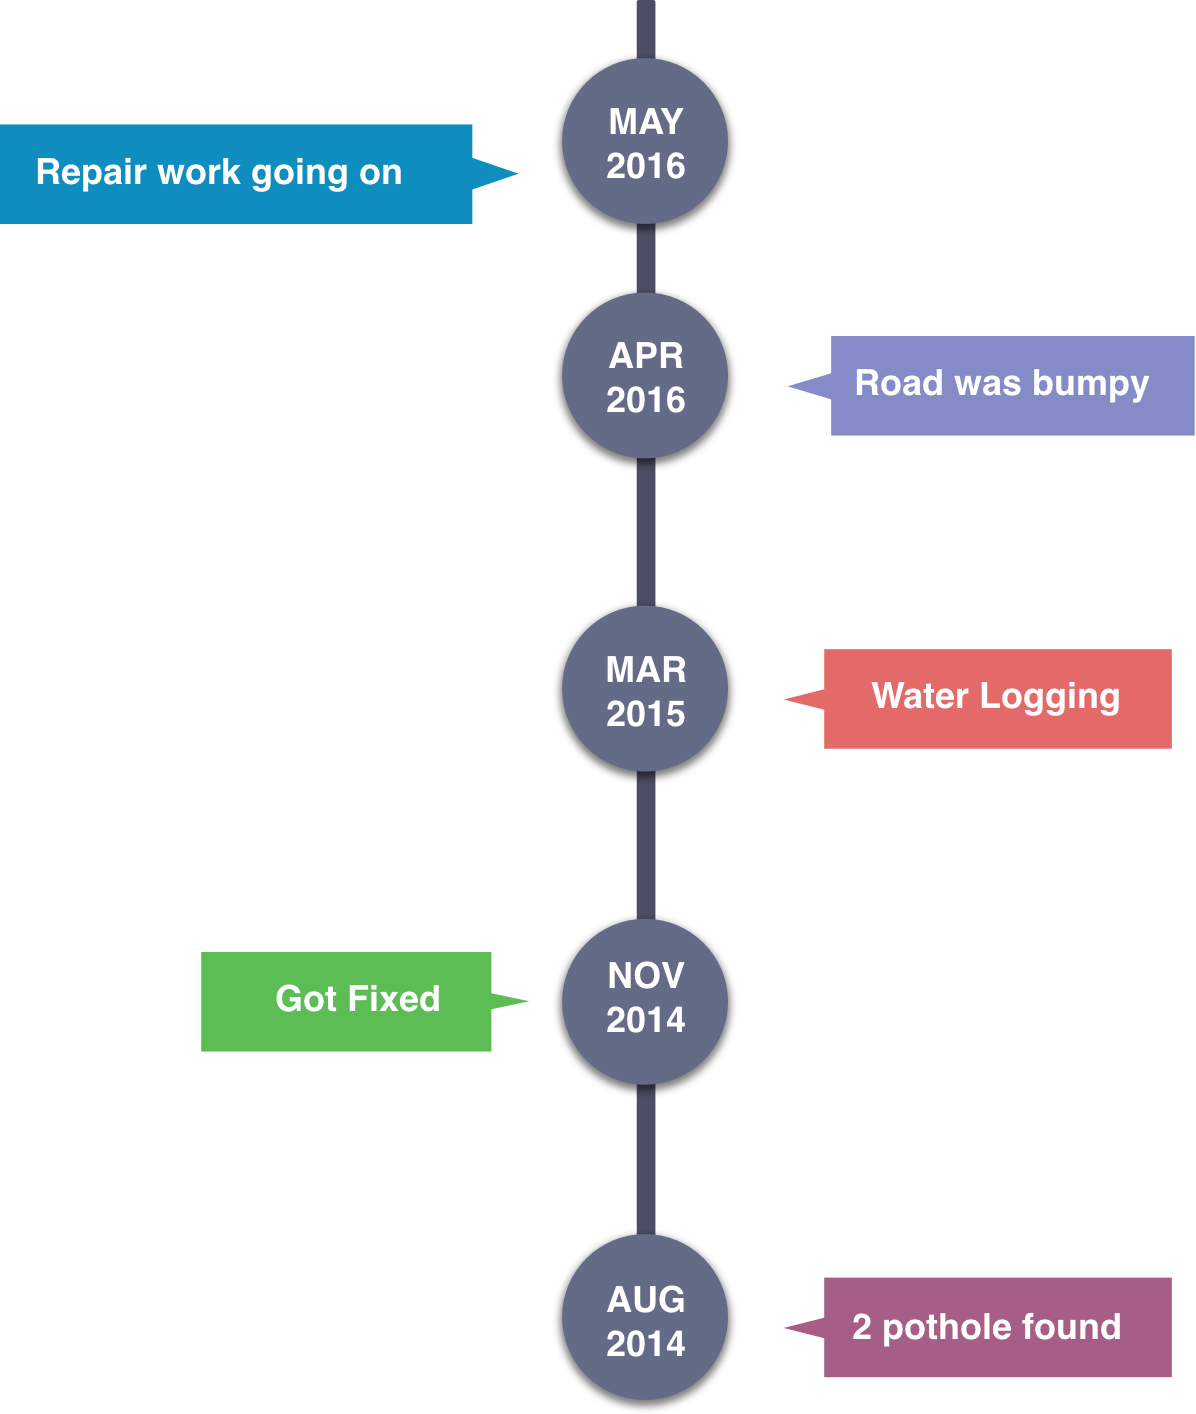 MAY
2016
Repair work going on
APR
2016
Road was bumpy
MAR
2015
Water Logging
NOV
2014
Got Fixed
AUG
2014
2 pothole found